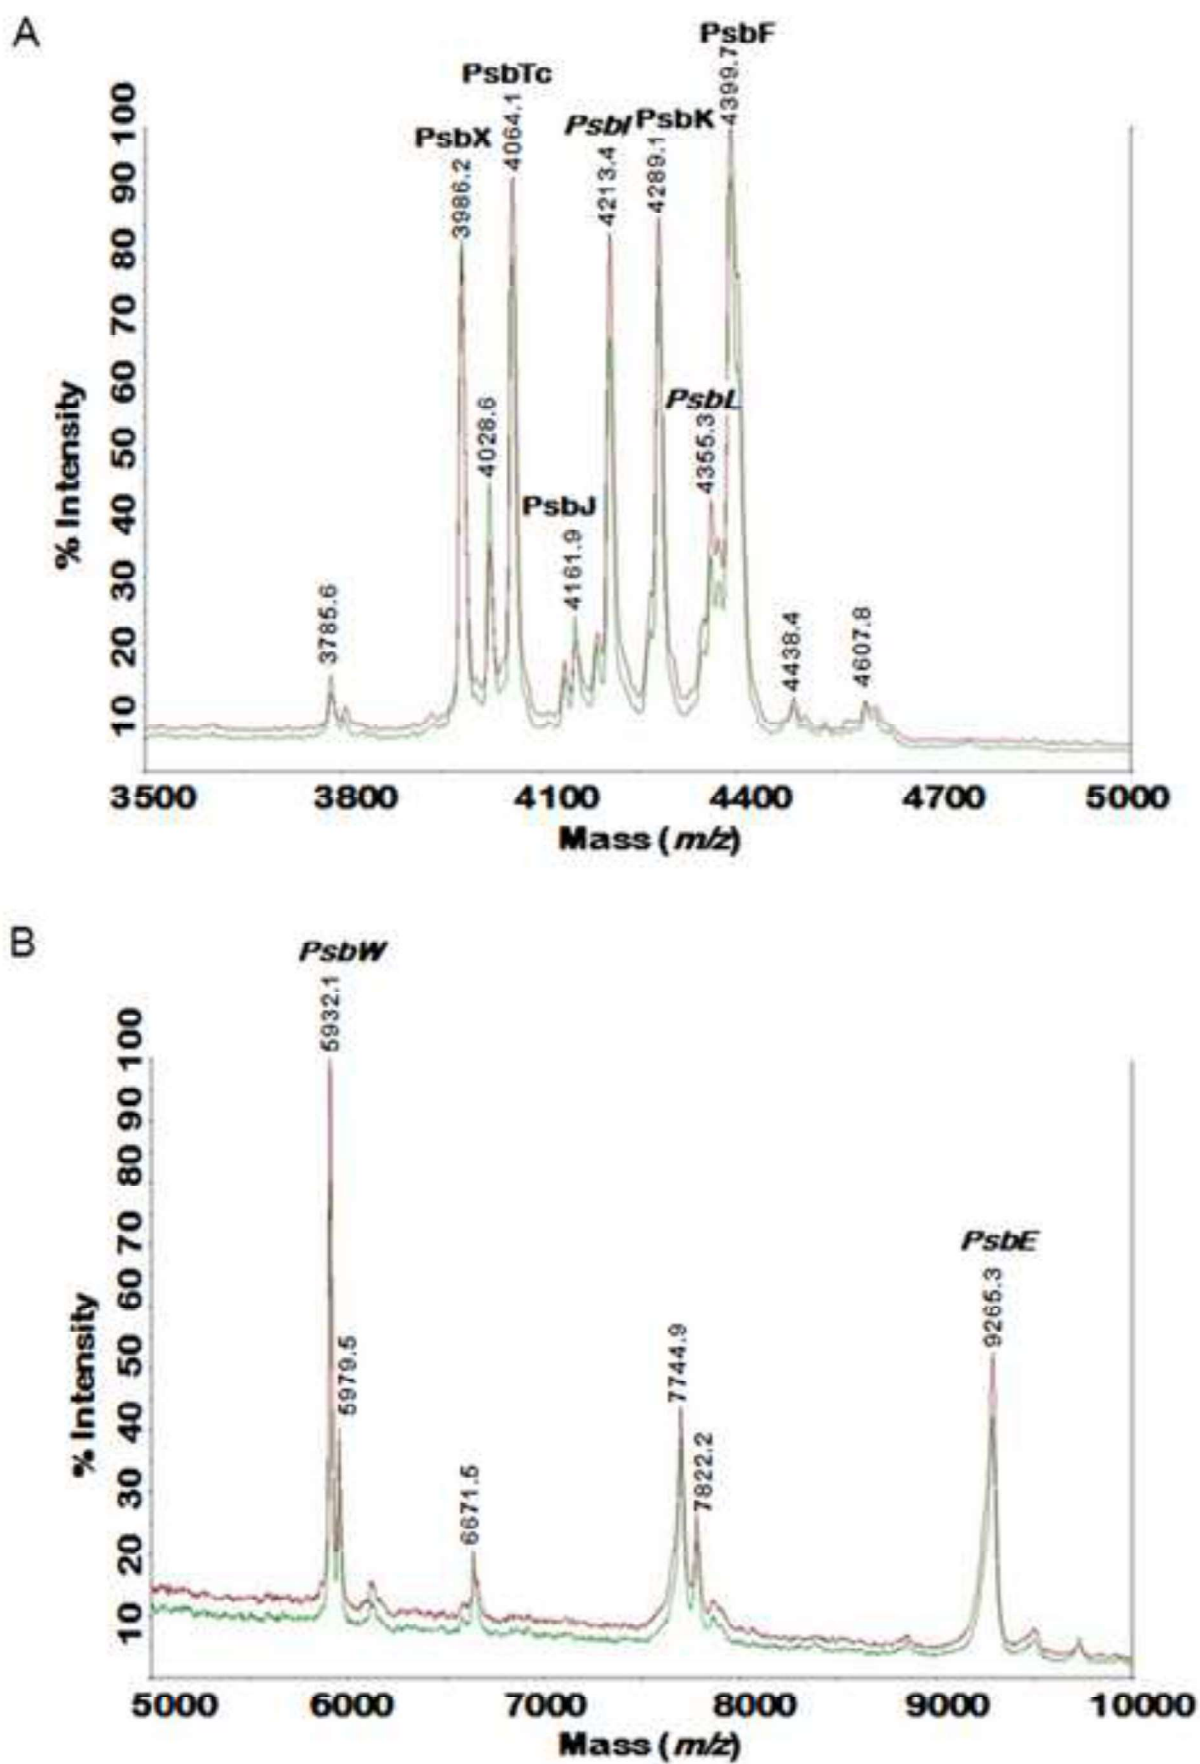 A
PsbF
4399.7
PsbTc
4064.1
PsbI
PsbK
PsbX
4213.4
4289.1
3986.2
PsbL
4355.3
4028.6
PsbJ
4161.9
3785.6
4438.4
4607.8
% Intensity
100
90
80
70
60
50
40
30
20
10
3500 3800 4100 4400 4700 5000
Mass (m/z)
B
PsbW
5932.1
5979.5
6671.5
7744.9
7822.2
PsbE
9265.3
% Intensity
100
90
80
70
60
50
40
30
20
10
5000 6000 7000 8000 9000 10000
Mass (m/z)